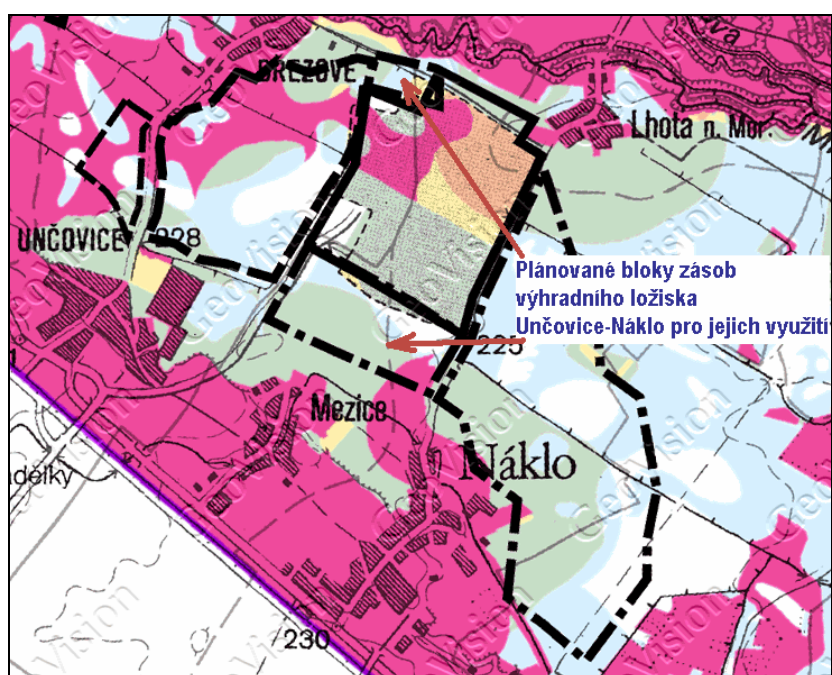 BŘEZOVÉ
Lhota n. Mor.
UNČOVICE
228
Plánované bloky zásob
výhradního ložiska
Unčovice-Náklo pro jejich využití
225
Mezice
Náklo
adělky
230
GeoVision